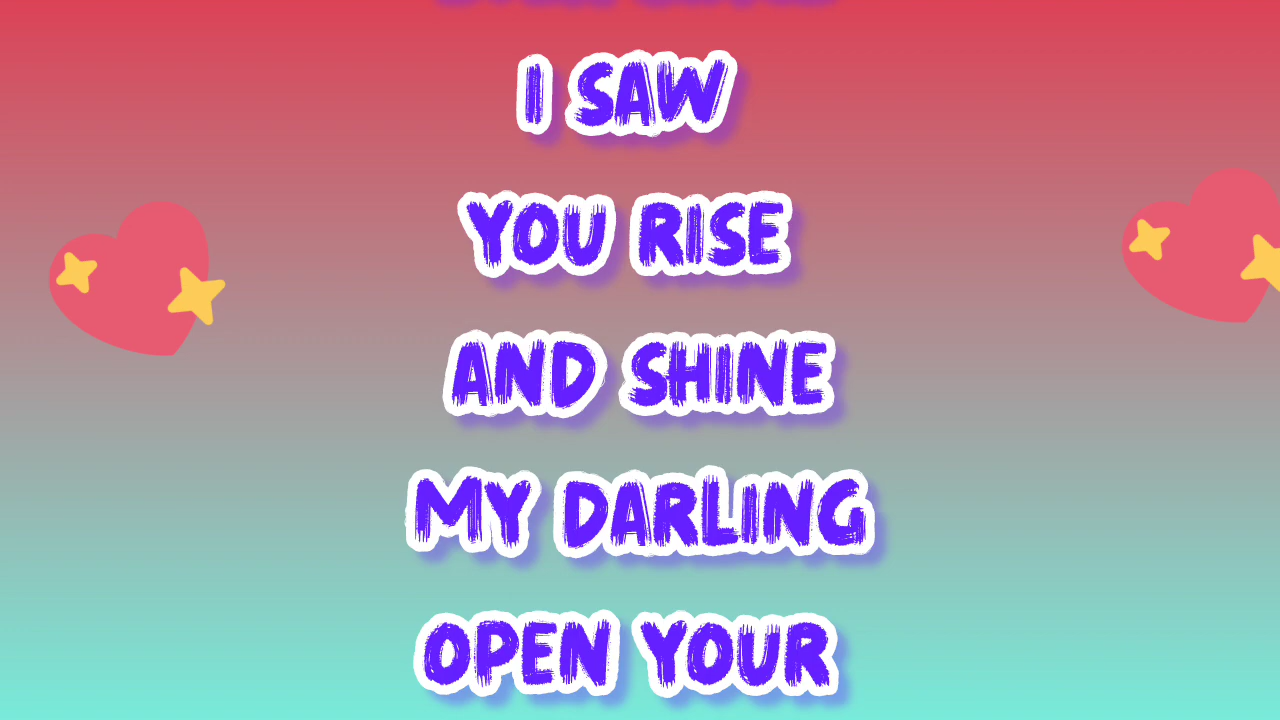 I SAW
YOU RISE
AND SHINE
MY DARLING
OPEN YOUR